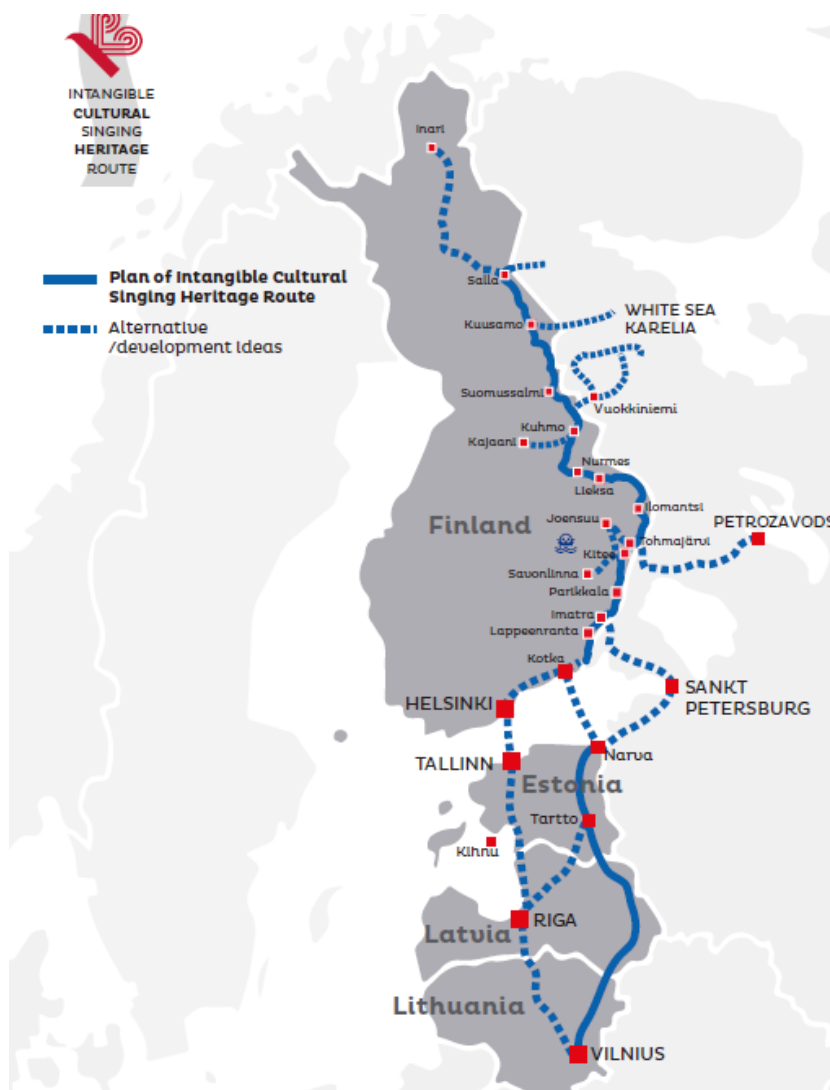 INTANGIBLE
CULTURAL
SINGING
HERITAGE
ROUTE
Inari
Plan of Intangible Cultural
Singing Heritage Route
Alternative
/development ideas
Salla
Kuusamo
WHITE SEA
KARELIA
Suomussalmi
Vuokkiniemi
Kuhmo
Kajaani
Nurmes
Lieksa
Ilomantsi
Finland
Joensuu
PETROZAVODS
Tohmajärvi
Kitee
Savonlinna
Parikkala
Imatra
Lappeenranta
Kotka
HELSINKI
SANKT
PETERSBURG
TALLINN
Narva
Estonia
Tartto
Kihnu
RIGA
Latvia
Lithuania
VILNIUS